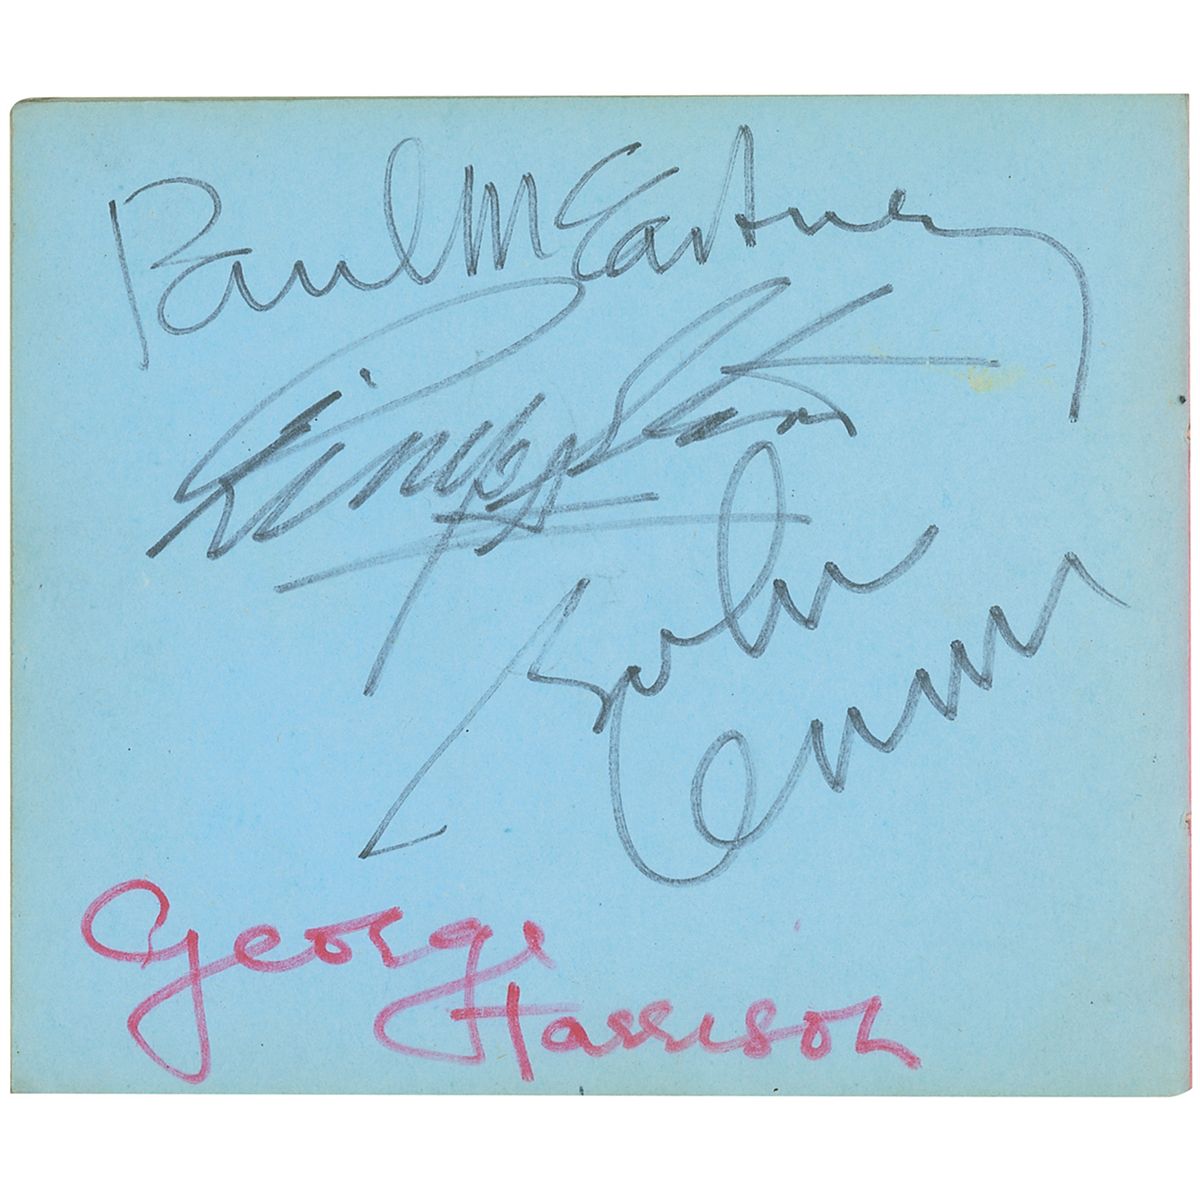 Paul McCartney
Ringo Starr
John Lennon
George
Harrison